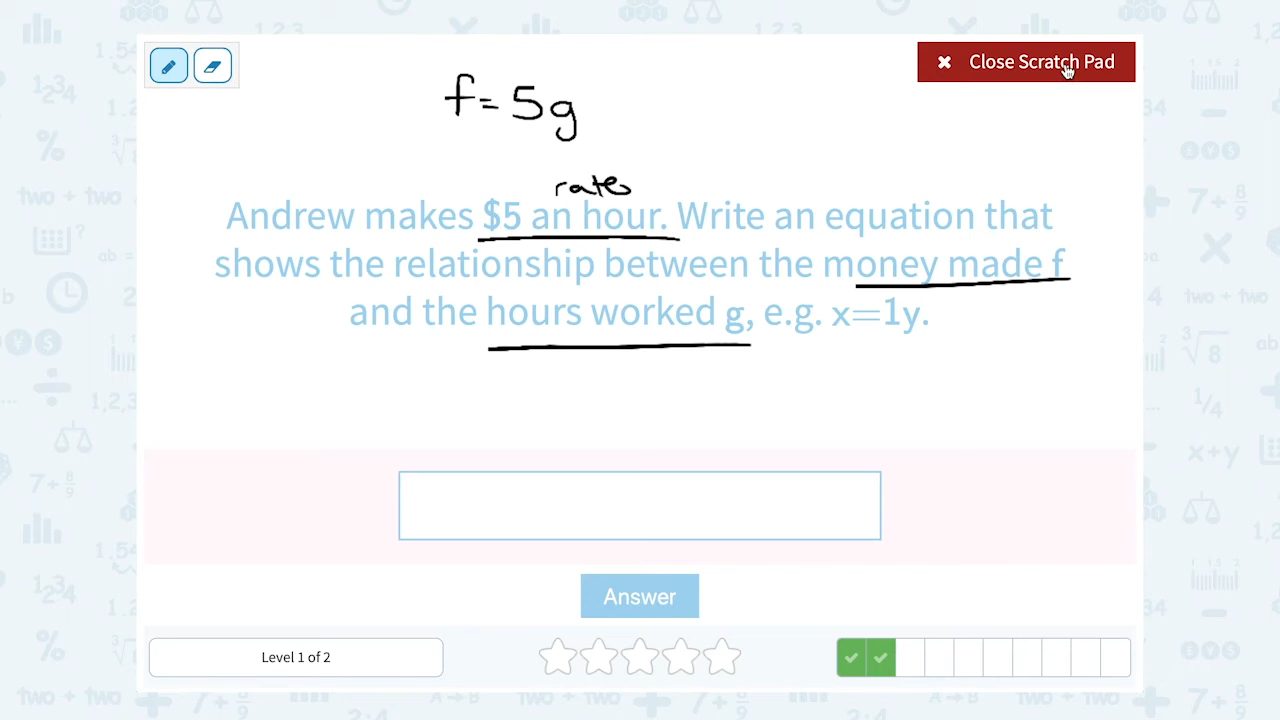 Close Scratch Pad
f = 5g
rate
Andrew makes $5 an hour. Write an equation that
shows the relationship between the money made f
and the hours worked g, e.g. x=1y.
Answer
Level 1 of 2